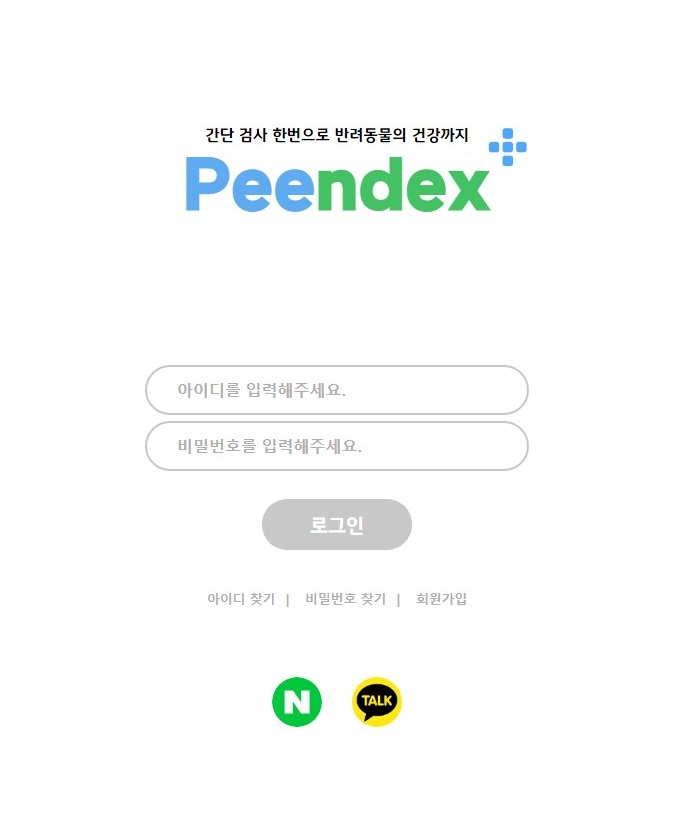 간단 검사 한번으로 반려동물의 건강까지
Peendex
아이디를 입력해주세요.
비밀번호를 입력해주세요.
로그인
아이디 찾기 | 비밀번호 찾기 | 회원가입
N TALK